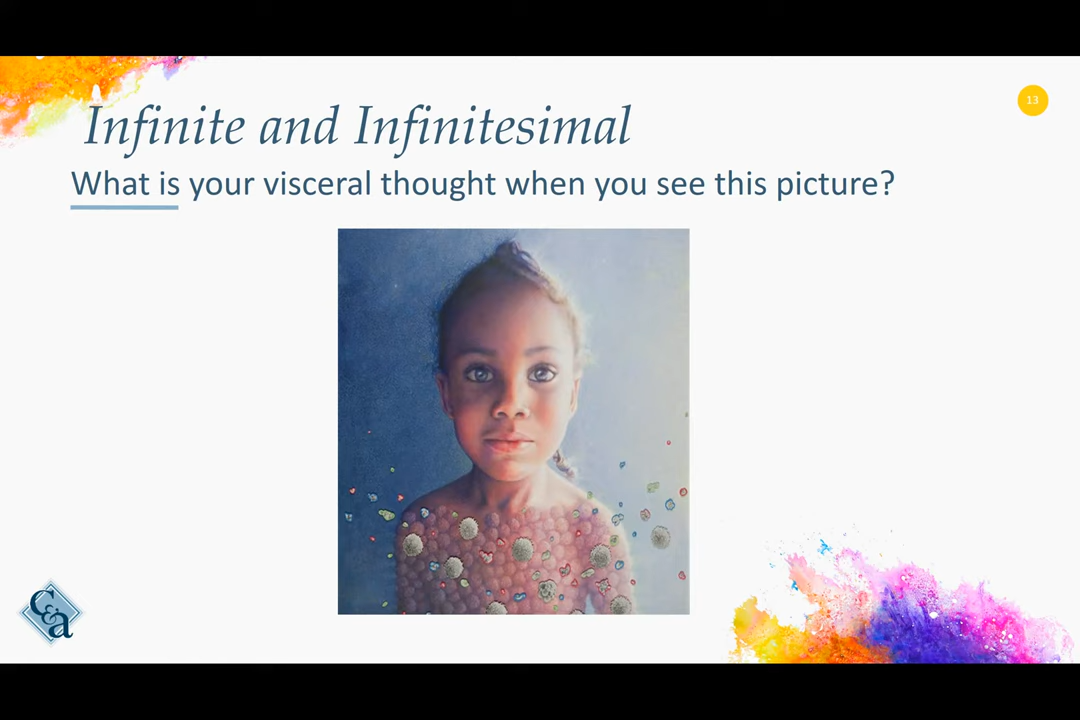 Infinite and Infinitesimal
13
What is your visceral thought when you see this picture?
c&a